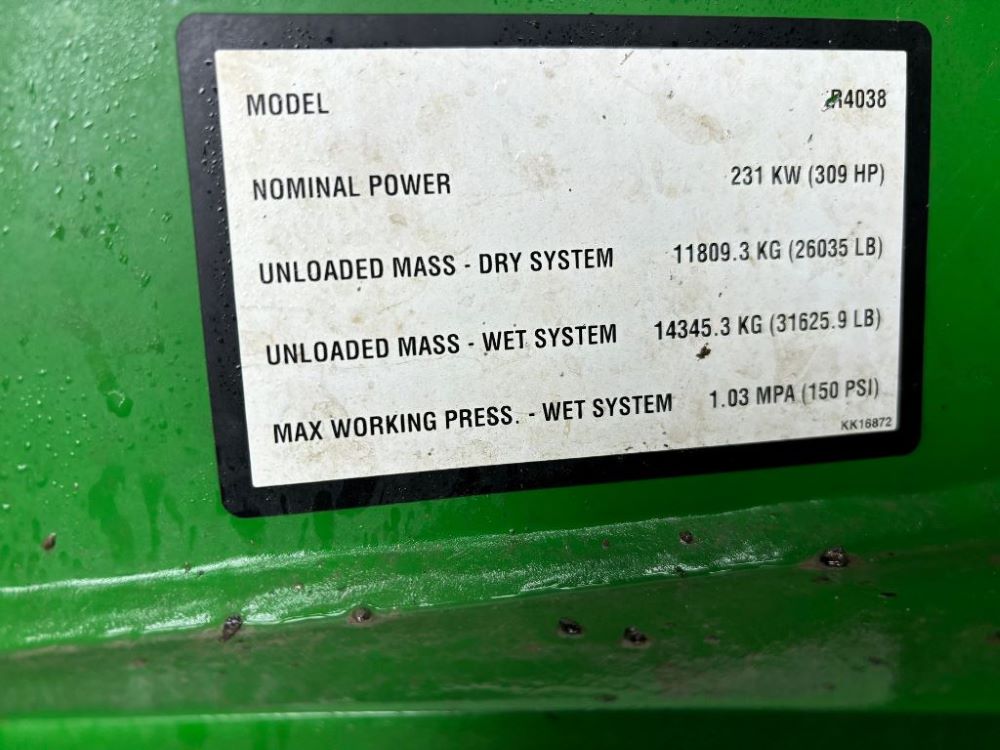 MODEL R4038
NOMINAL POWER 231 KW (309 HP)
UNLOADED MASS - DRY SYSTEM 11809.3 KG (26035 LB)
UNLOADED MASS - WET SYSTEM 14345.3 KG (31625.9 LB)
MAX WORKING PRESS. - WET SYSTEM 1.03 MPA (150 PSI)
KK16872